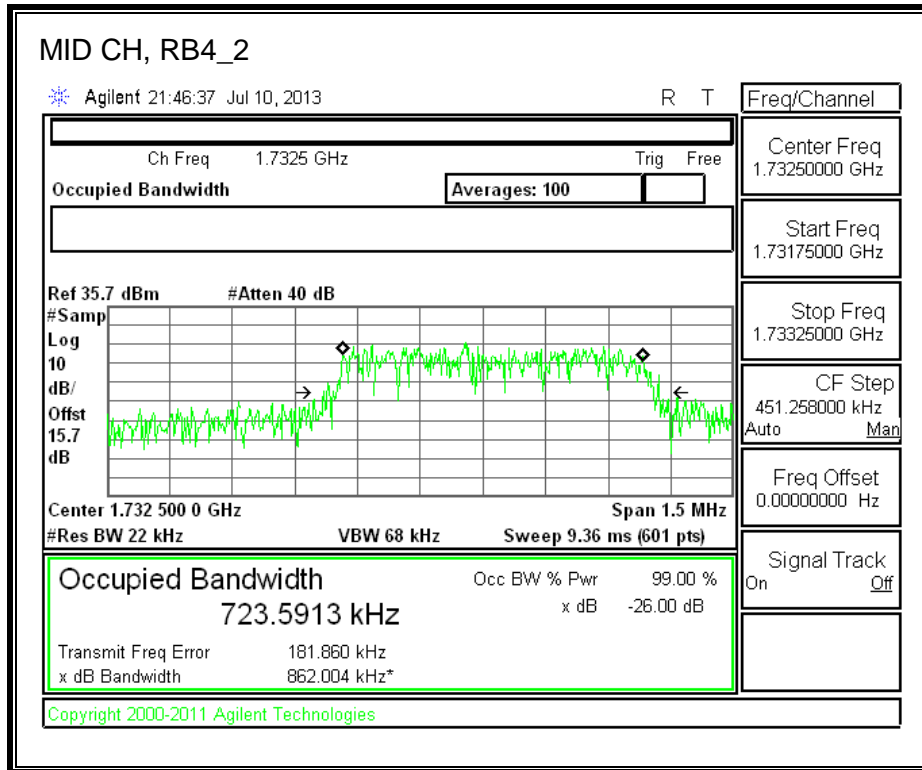 MID CH, RB4_2
Agilent 21:46:37 Jul 10, 2013 R T
Ch Freq 1.7325 GHz Trig Free
Occupied Bandwidth Averages: 100
Ref 35.7 dBm #Atten 40 dB
#Samp
Log
10
dB/
Offst
15.7
dB
Center 1.732 500 0 GHz Span 1.5 MHz
#Res BW 22 kHz VBW 68 kHz Sweep 9.36 ms (601 pts)
Occupied Bandwidth Occ BW % Pwr 99.00 %
723.5913 kHz x dB -26.00 dB
Transmit Freq Error 181.860 kHz
x dB Bandwidth 862.004 kHz*
Copyright 2000-2011 Agilent Technologies
Freq/Channel
Center Freq
1.73250000 GHz
Start Freq
1.73175000 GHz
Stop Freq
1.73325000 GHz
CF Step
451.258000 kHz
Auto Man
Freq Offset
0.00000000 Hz
Signal Track
On Off